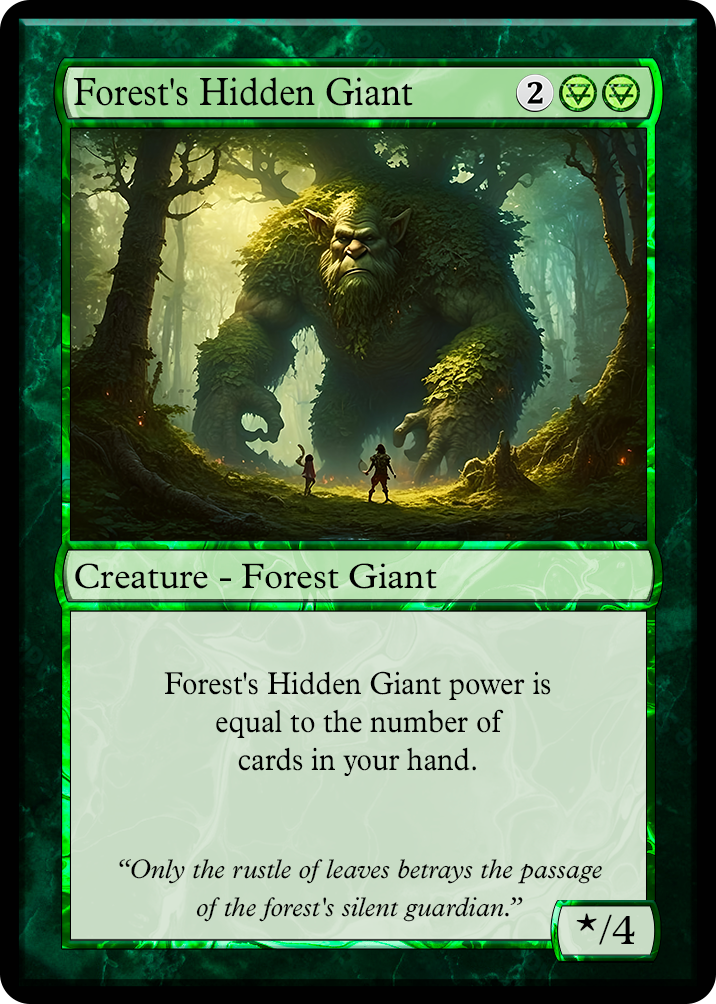 Forest's Hidden Giant 2
Creature - Forest Giant
Forest's Hidden Giant power is
equal to the number of
cards in your hand.
“Only the rustle of leaves betrays the passage
of the forest's silent guardian.”
★/4